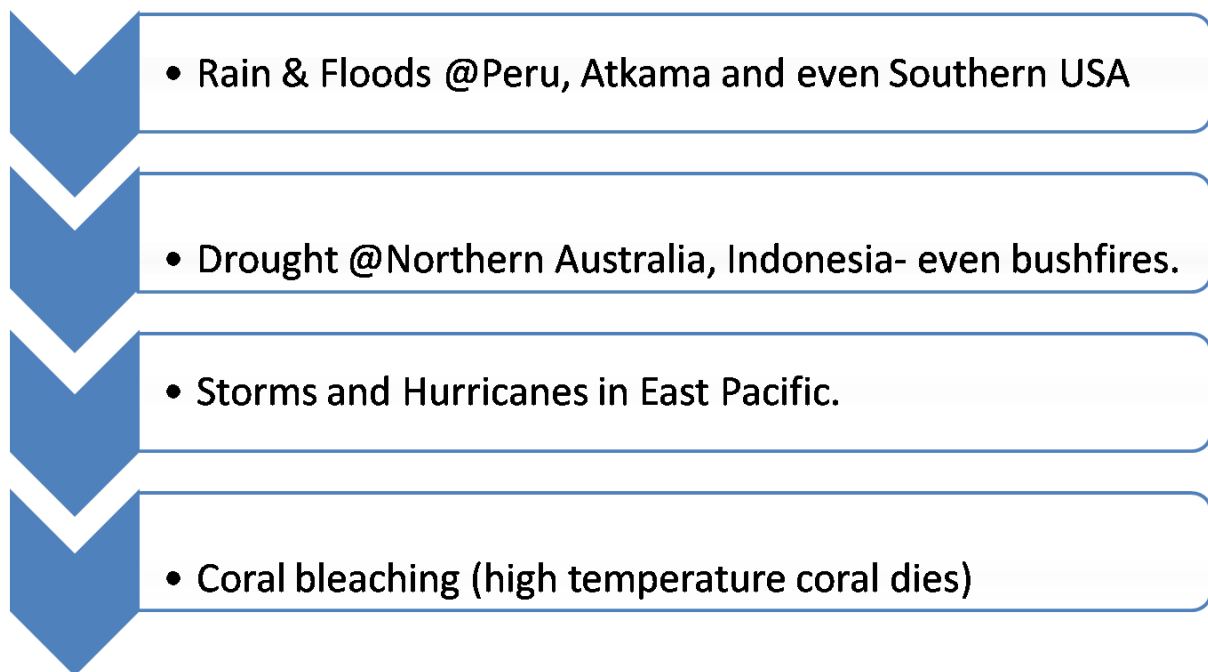 • Rain & Floods @Peru, Atkama and even Southern USA
• Drought @Northern Australia, Indonesia- even bushfires.
• Storms and Hurricanes in East Pacific.
• Coral bleaching (high temperature coral dies)